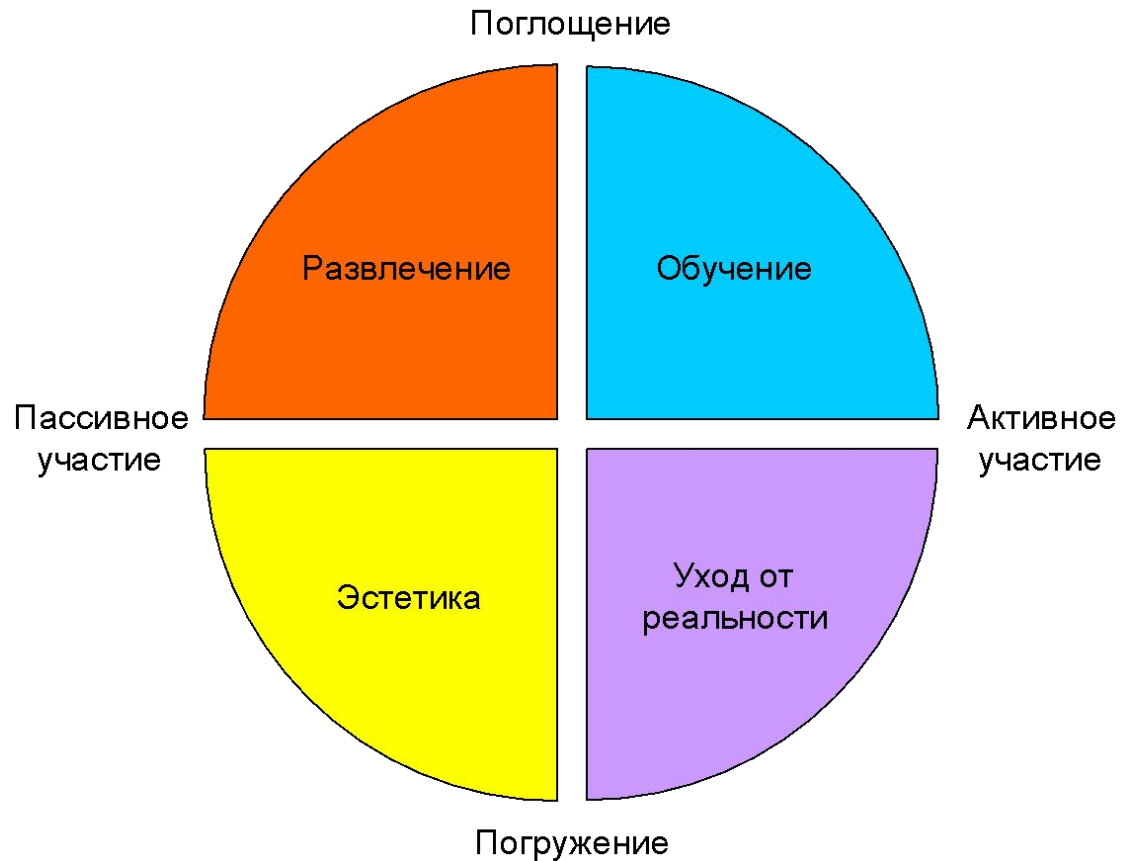 Поглощение
Развлечение
Обучение
Пассивное
участие
Активное
участие
Эстетика
Уход от
реальности
Погружение